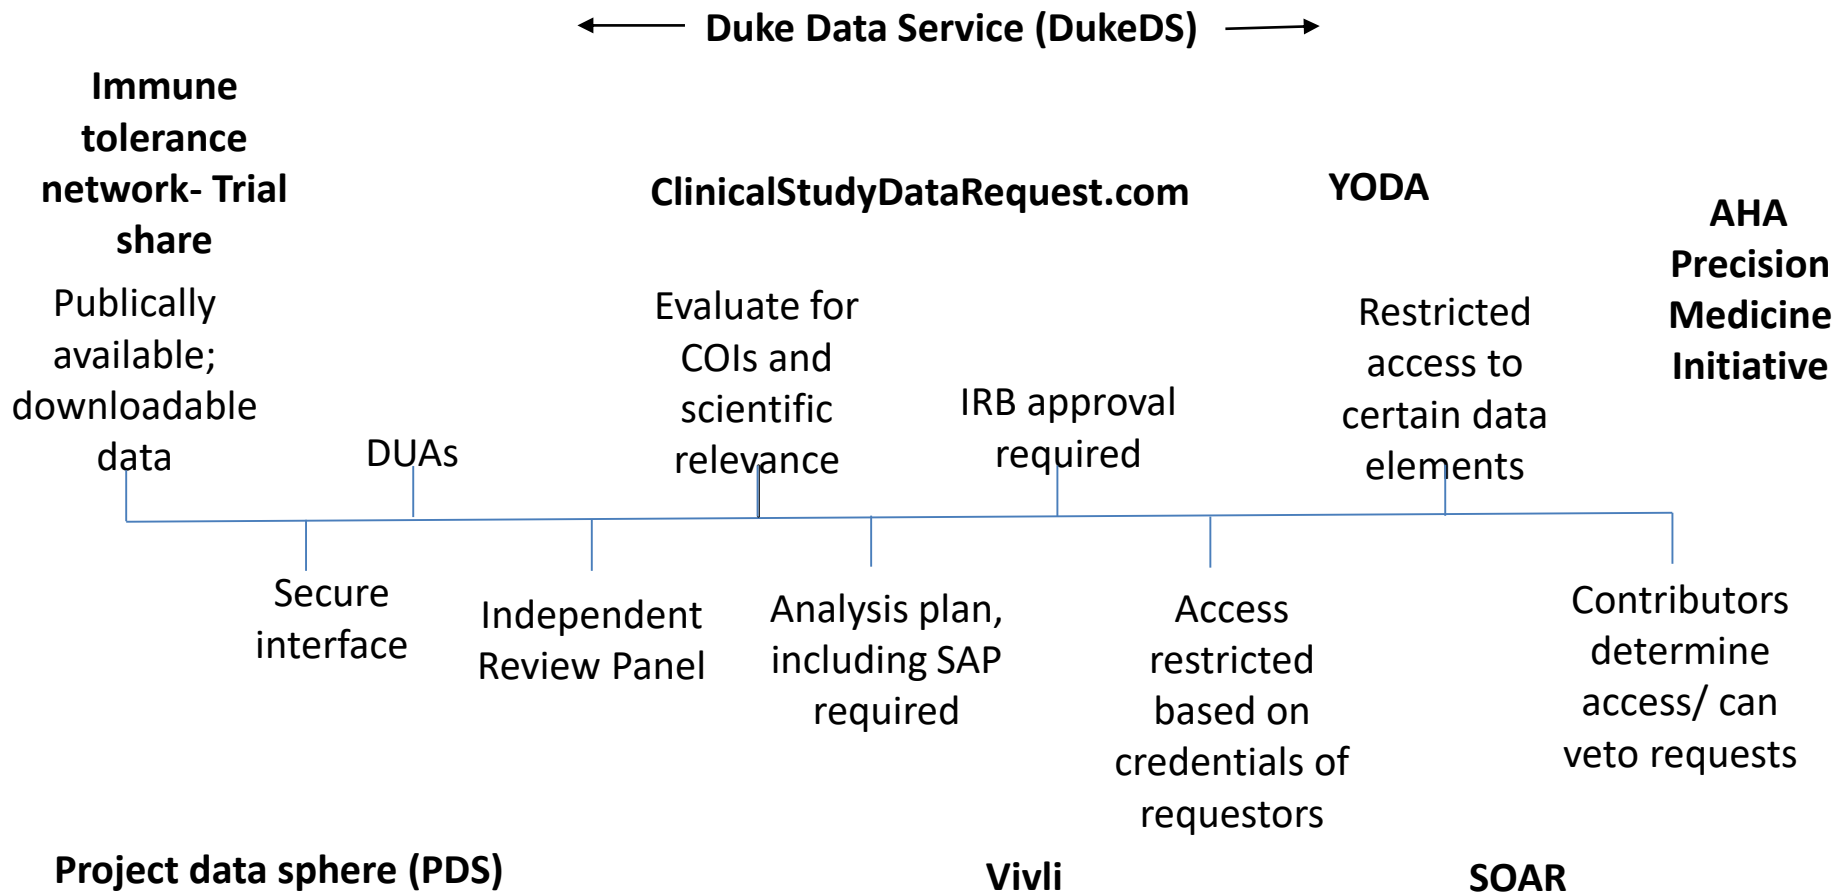 Duke Data Service (DukeDS)
Immune
tolerance
network- Trial
share
ClinicalStudyDataRequest.com
YODA
AHA
Precision
Medicine
Initiative
Publically
available;
downloadable
data
DUAs
Evaluate for
COIs and
scientific
relevance
IRB approval
required
Restricted
access to
certain data
elements
Secure
interface
Independent
Review Panel
Analysis plan,
including SAP
required
Access
restricted
based on
credentials of
requestors
Contributors
determine
access/ can
veto requests
Project data sphere (PDS)
Vivli
SOAR